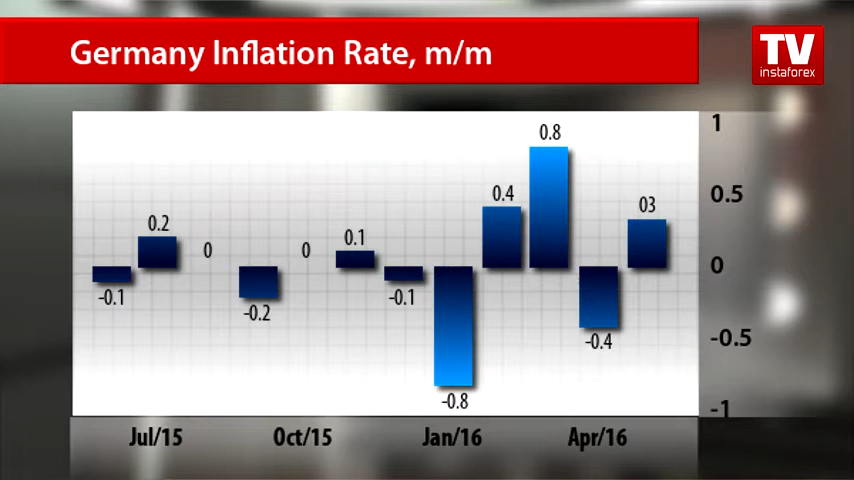 Germany Inflation Rate, m/m
TV
instaforex
1
0.5
0
-0.5
-1
-0.1
0.2
0
-0.2
0
0.1
-0.1
-0.8
0.4
0.8
-0.4
03
Jul/15
Oct/15
Jan/16
Apr/16